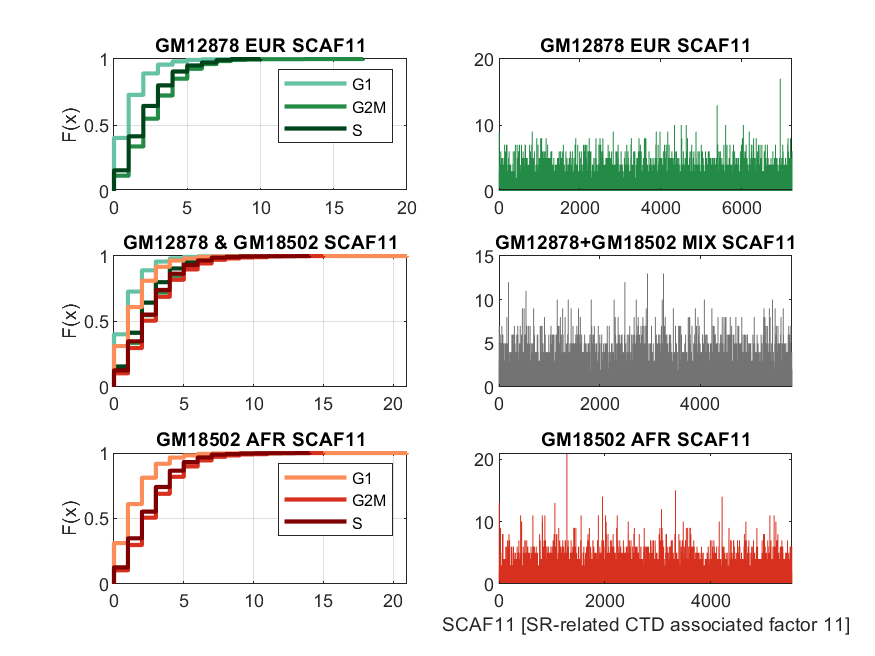 GM12878 EUR SCAF11
F(x)
1
0.5
0
0 5 10 15 20
G1
G2M
S
GM12878 EUR SCAF11
20
10
0
0 2000 4000 6000
GM12878 & GM18502 SCAF11
F(x)
1
0.5
0
0 5 10 15 20
GM12878+GM18502 MIX SCAF11
15
10
5
0
0 2000 4000
GM18502 AFR SCAF11
F(x)
1
0.5
0
0 5 10 15 20
G1
G2M
S
GM18502 AFR SCAF11
20
10
0
0 2000 4000
SCAF11 [SR-related CTD associated factor 11]